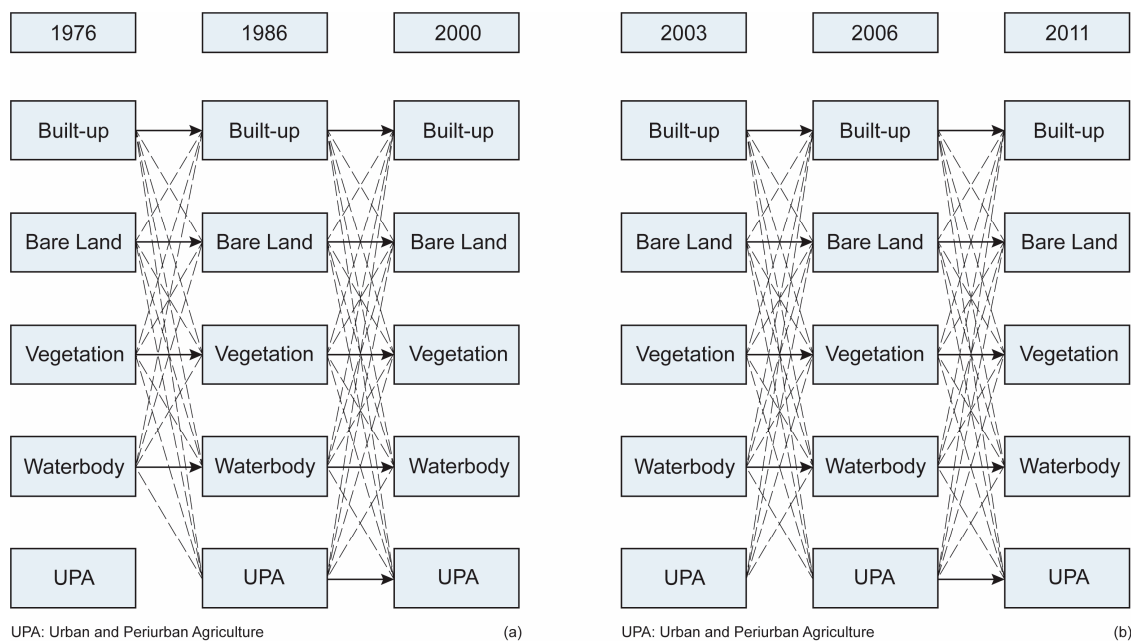 1976 1986 2000 2003 2006 2011
Built-up Built-up Built-up Built-up Built-up Built-up
Bare Land Bare Land Bare Land Bare Land Bare Land Bare Land
Vegetation Vegetation Vegetation Vegetation Vegetation Vegetation
Waterbody Waterbody Waterbody Waterbody Waterbody Waterbody
UPA UPA UPA UPA UPA UPA
UPA: Urban and Periurban Agriculture (a) UPA: Urban and Periurban Agriculture (b)